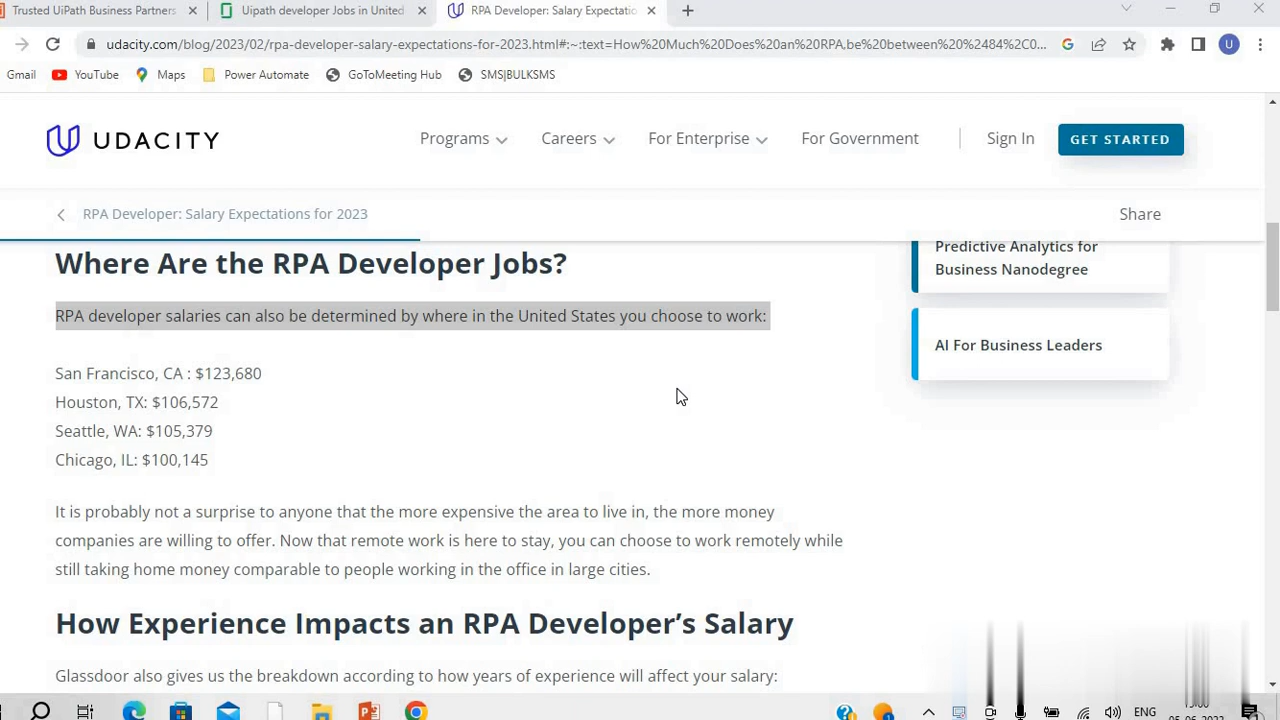 Trusted UiPath Business Partners
Uipath developer Jobs in United
RPA Developer: Salary Expectatio
udacity.com/blog/2023/02/rpa-developer-salary-expectations-for-2023.html#:~:text=How%20Much%20Does%20an%20RPA,be%20between%20%2484%2C0...
U
Gmail
YouTube
Maps
Power Automate
GoToMeeting Hub
SMS|BULKSMS
UDACITY
Programs
Careers
For Enterprise
For Government
Sign In
GET STARTED
RPA Developer: Salary Expectations for 2023
Share
Where Are the RPA Developer Jobs?
Predictive Analytics for
Business Nanodegree
RPA developer salaries can also be determined by where in the United States you choose to work:
AI For Business Leaders
San Francisco, CA : $123,680
Houston, TX: $106,572
Seattle, WA: $105,379
Chicago, IL: $100,145
It is probably not a surprise to anyone that the more expensive the area to live in, the more money
companies are willing to offer. Now that remote work is here to stay, you can choose to work remotely while
still taking home money comparable to people working in the office in large cities.
How Experience Impacts an RPA Developer's Salary
Glassdoor also gives us the breakdown according to how years of experience will affect your salary:
ENG